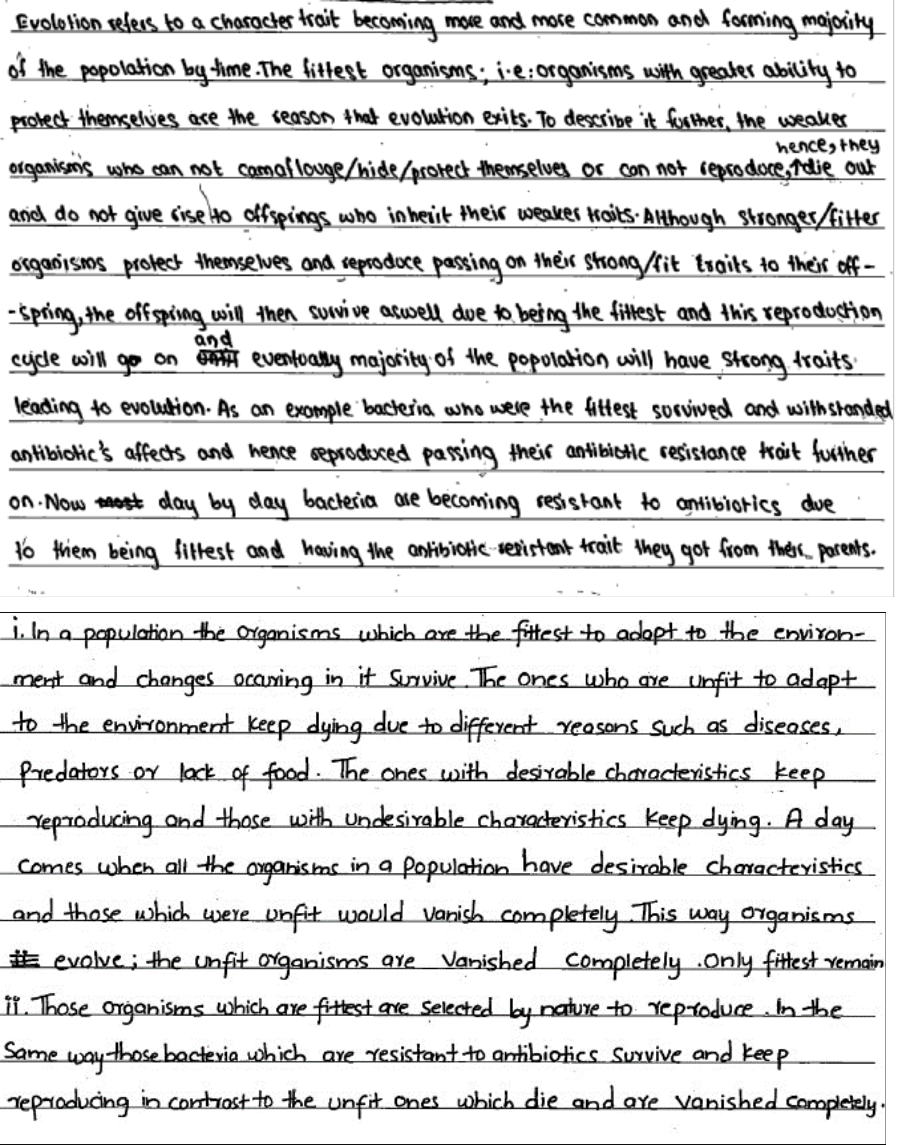 Evolotion refers to a character trait becoming more and more common and forming majority
of the popolation by time. The fittest organisms; i.e: organisms with greater ability to
protect themselves are the reason that evolution exits. To describe it further, the weaker
hence, they
organisms who can not camaflouge/hide/protect themselves or can not reprodoce, ↑die out
and do not give rise to offsprings who inherit their weaker traits. Although stronger/fitter
organisms protect themselves and reprodoce passing on their strong/fit traits to their off-
-spring, the offspring will then survive aswell due to being the fittest and this reproduction
and
cycle will go on eventually majority of the population will have strong traits
leading to evolution. As an example bacteria who were the fittest survived and withstanded
antibiotic's affects and hence reproduced passing their antibiotic resistance trait further
on. Now most day by day bacteria are becoming resistant to antibiotics due
to them being fittest and having the antibiotic resistant trait they got from their parents.
i. In a population the organisms which are the fittest to adapt to the environ-
ment and changes occuring in it survive. The ones who are unfit to adapt
to the environment keep dying due to different reasons such as diseases,
Predators or lack of food. The ones with desirable characteristics keep
reproducing and those with undesirable characteristics keep dying. A day
comes when all the organisms in a Population have desirable characteristics
and those which were unfit would vanish completely. This way organisms
evolve; the unfit organisms are vanished completely. Only fittest remain
ii. Those organisms which are fittest are selected by nature to reproduce. In the
Same way those bacteria which are resistant to antibiotics survive and keep
reproducing in contrast to the unfit ones which die and are vanished completely.